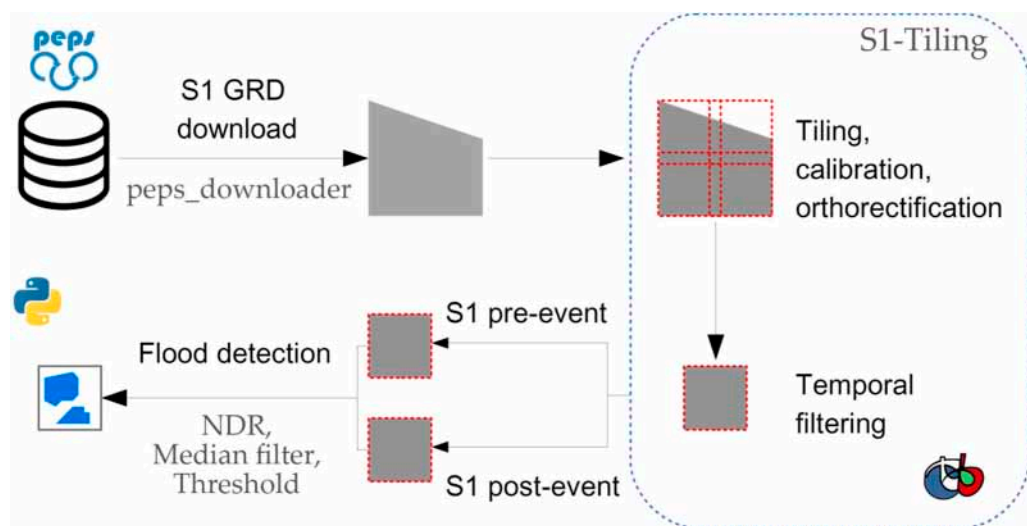 peps
S1-Tiling
S1 GRD
download
peps_downloader
Tiling,
calibration,
orthorectification
S1 pre-event
Flood detection
NDR,
Median filter,
Threshold
S1 post-event
Temporal
filtering
otb